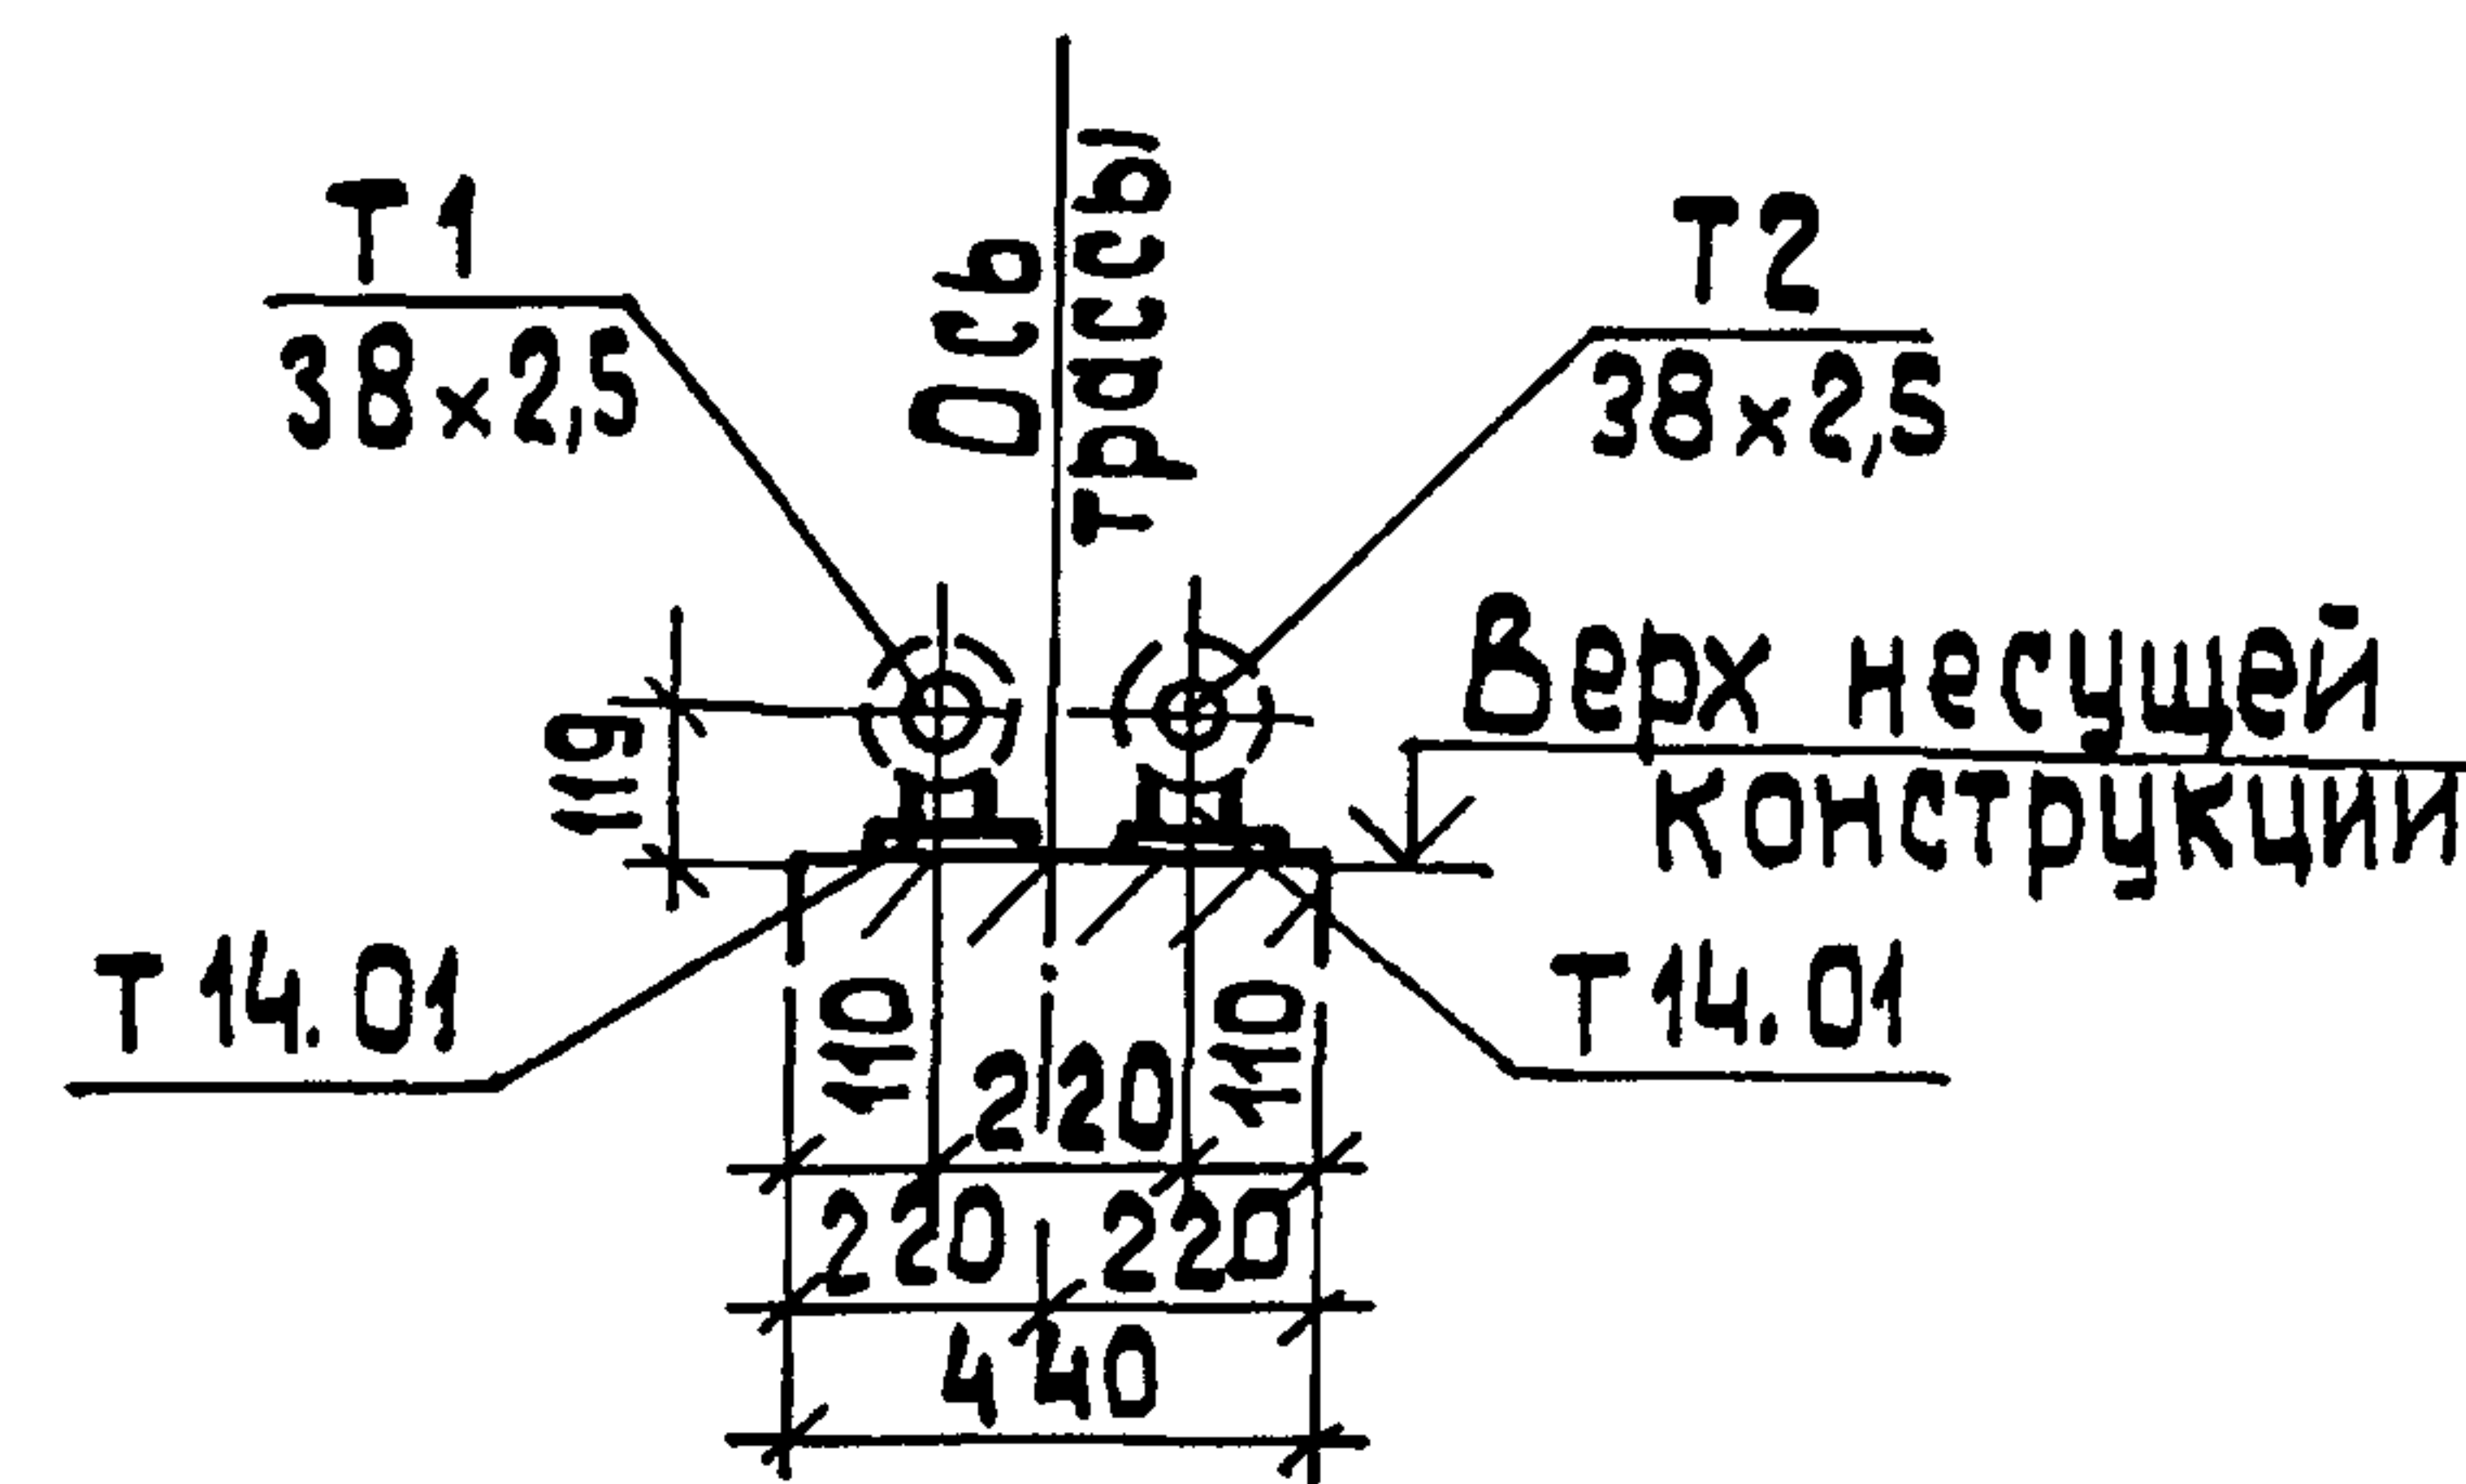 Т1
38×2,5
Ось
трассы
Т2
38×2,5
119
Верх несущей
конструкции
Т14.01
Т14.01
110
220
110
220
220
440